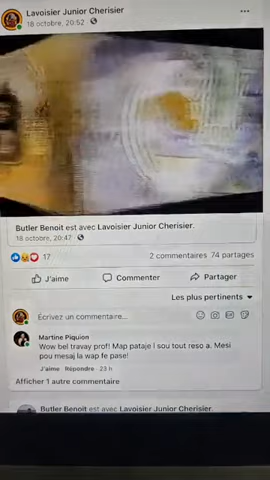 Lavoisier Junior Cherisier
18 octobre, 20:52
Butler Benoit est avec Lavoisier Junior Cherisier.
18 octobre, 20:47
17
2 commentaires 74 partages
J'aime
Commenter
Partager
Les plus pertinents
Écrivez un commentaire...
Martine Piquion
Wow bel travay prof! Map pataje l sou tout reso a. Mesi
pou mesaj la wap fe pase!
J'aime Répondre 23 h
Afficher 1 autre commentaire
Butler Benoit est avec Lavoisier Junior Cherisier.